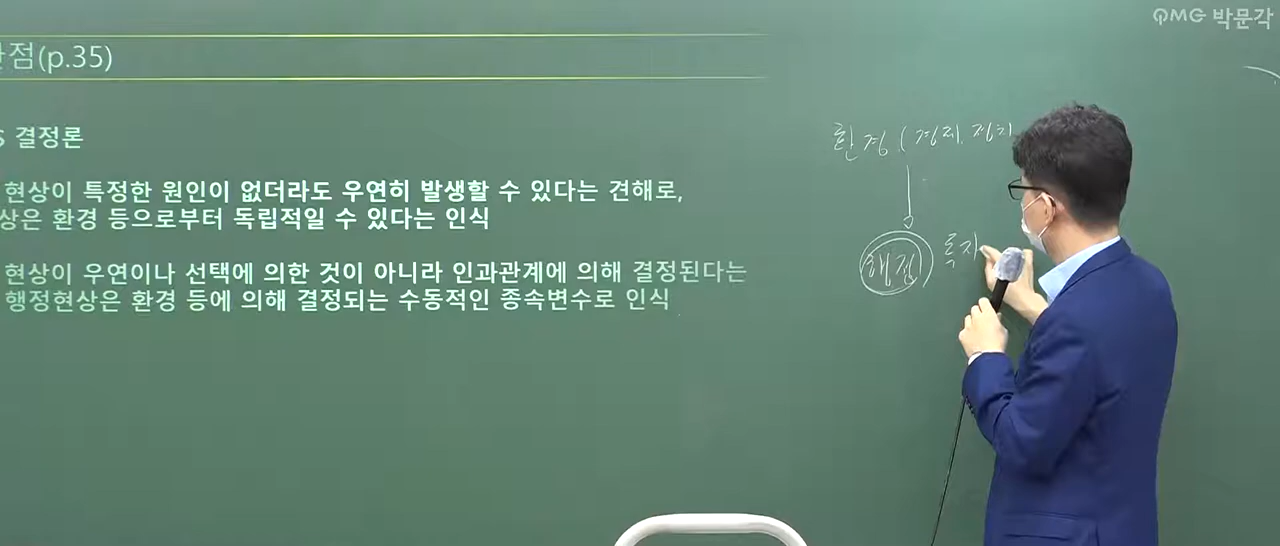 QMG 박문각
관점(p.35)
결정론
현상이 특정한 원인이 없더라도 우연히 발생할 수 있다는 견해로,
상은 환경 등으로부터 독립적일 수 있다는 인식
현상이 우연이나 선택에 의한 것이 아니라 인과관계에 의해 결정된다는
행정현상은 환경 등에 의해 결정되는 수동적인 종속변수로 인식
환경 (경제, 정치
행정
독자